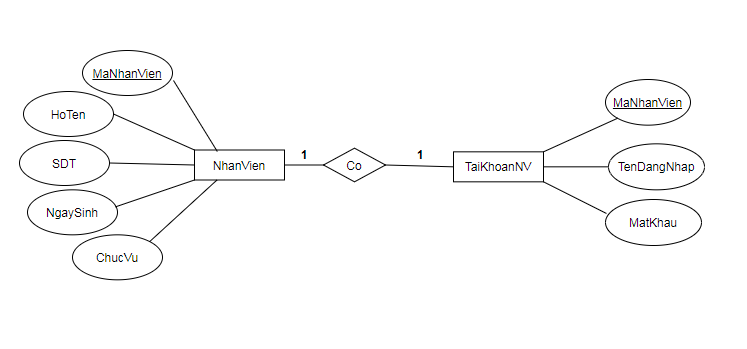 MaNhanVien
HoTen
SDT
NgaySinh
ChucVu
NhanVien
1
Co
1
TaiKhoanNV
MaNhanVien
TenDangNhap
MatKhau